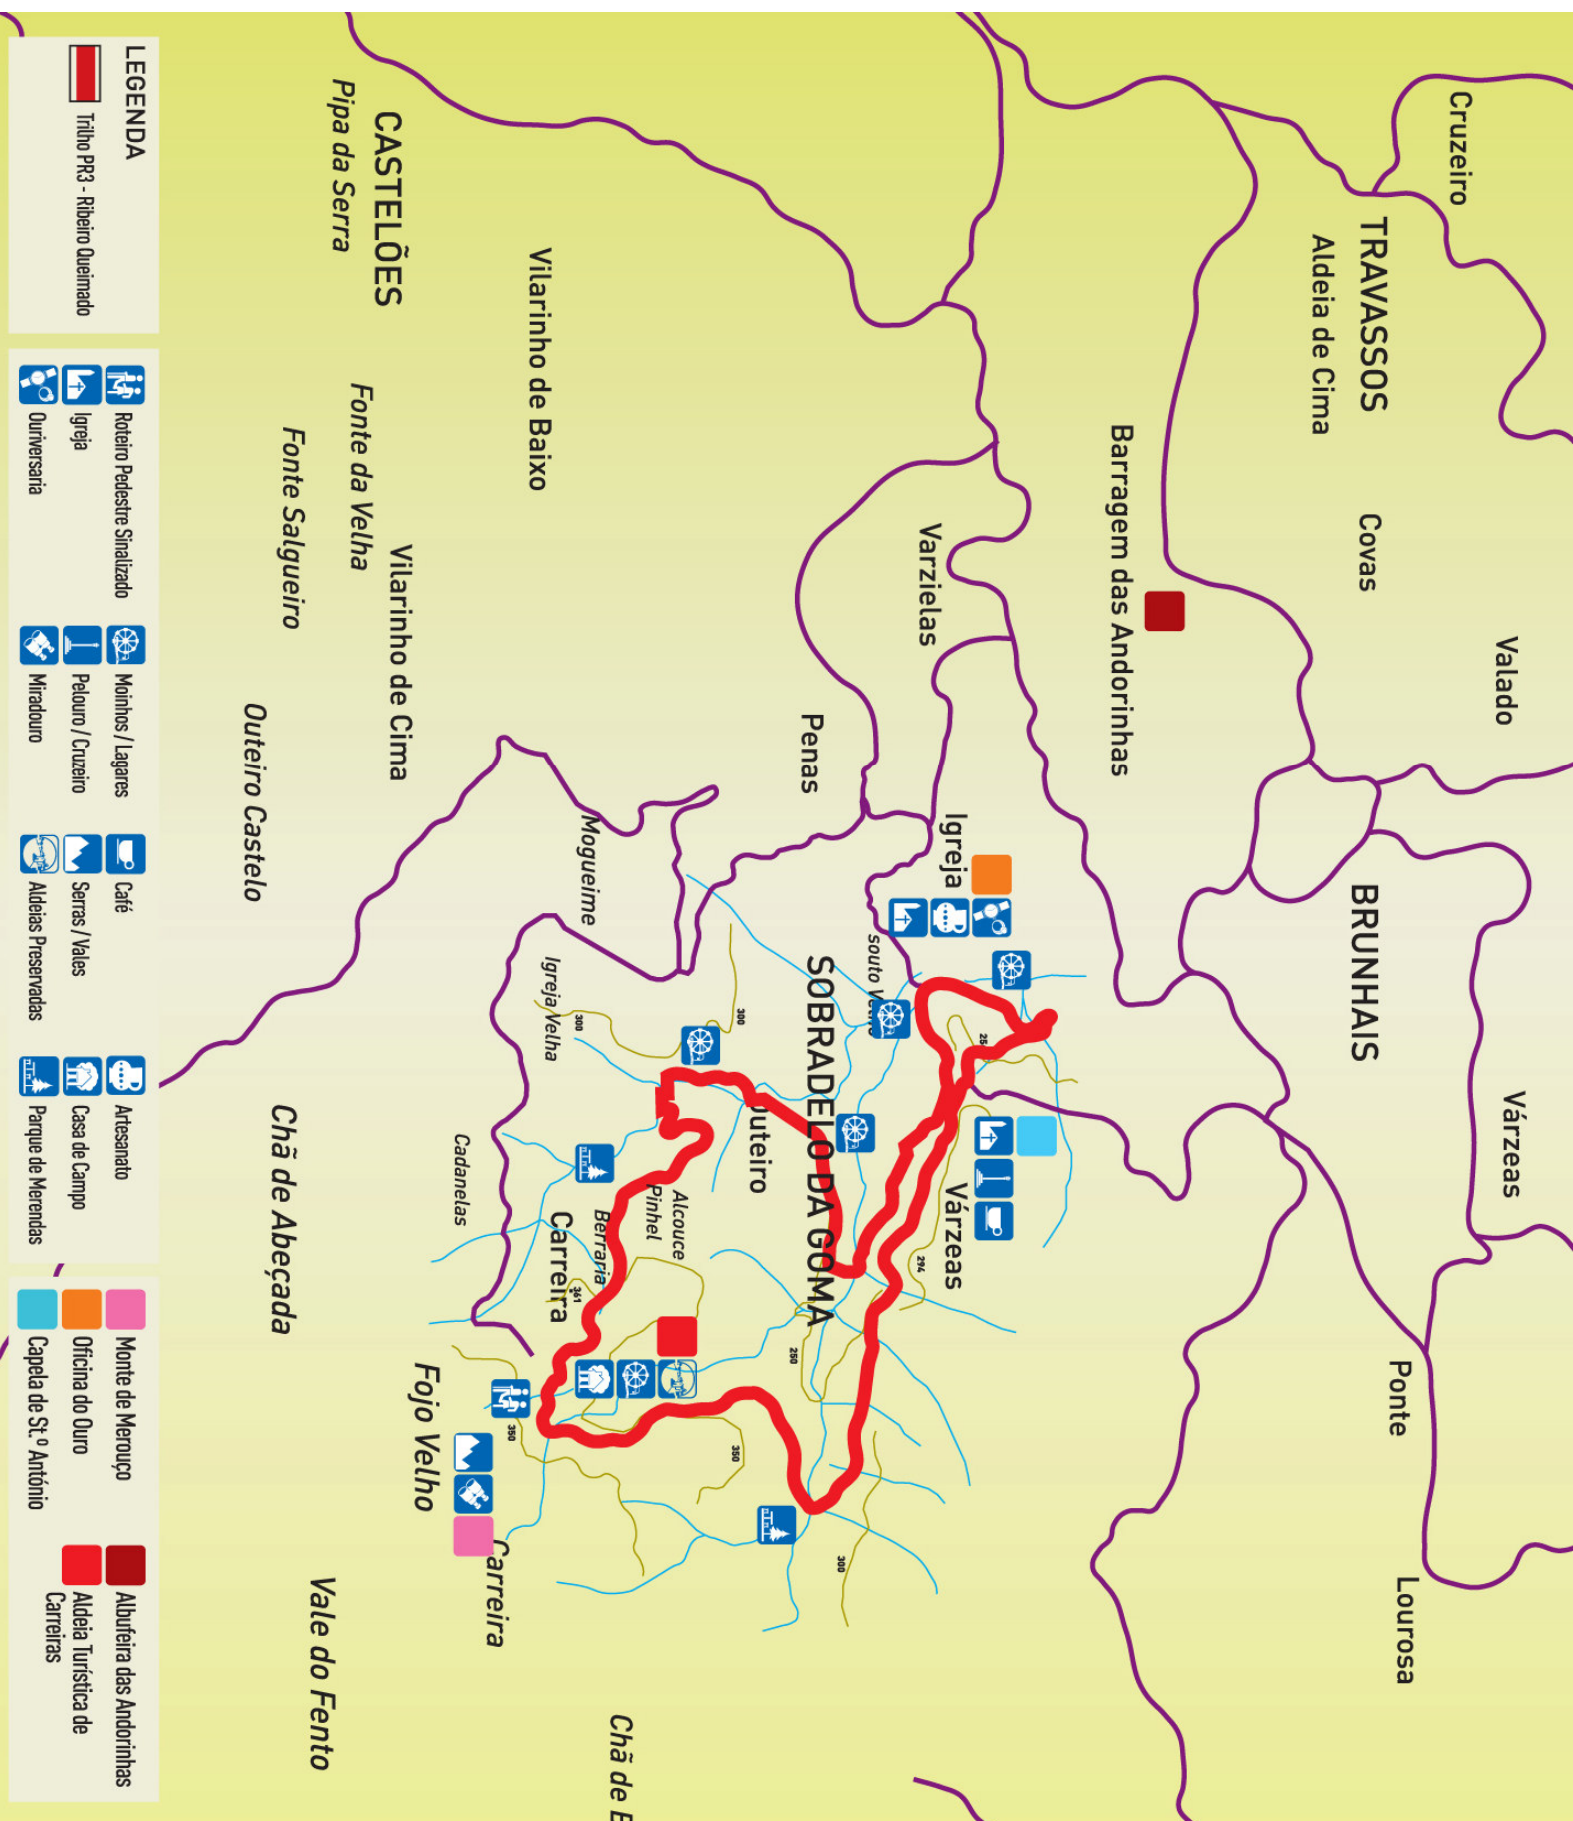 Cruzeiro
TRAVASSOS
Aldeia de Cima
Covas
Valado
Barragem das Andorinhas
BRUNHAIS
Várzeas
Ponte
Lourosa
CASTELÕES
Pipa da Serra
Vilarinho de Baixo
Fonte da Velha
Fonte Salgueiro
Vilarinho de Cima
Outeiro Castelo
Varzielas
Penas
Igreja
Mogueime
SOBRADELO DA GOMA
Igreja Velha
300
300
Várzeas
294
Outeiro
Alcouce
Pinhel
Berraria
Carreira
361
Cadanelas
250
350
350
300
Chã de Abeçada
Fojo Velho
Carreira
Vale do Fento
LEGENDA
Trilho PR3 - Ribeiro Queimado
Roteiro Pedestre Sinalizado
Igreja
Ouriversaria
Moinhos / Lagares
Pelouro / Cruzeiro
Miradouro
Café
Serras / Vales
Aldeias Preservadas
Artesanato
Casa de Campo
Parque de Merendas
Monte de Merouço
Oficina do Ouro
Capela de St.º António
Albufeira das Andorinhas
Aldeia Turística de
Carreiras